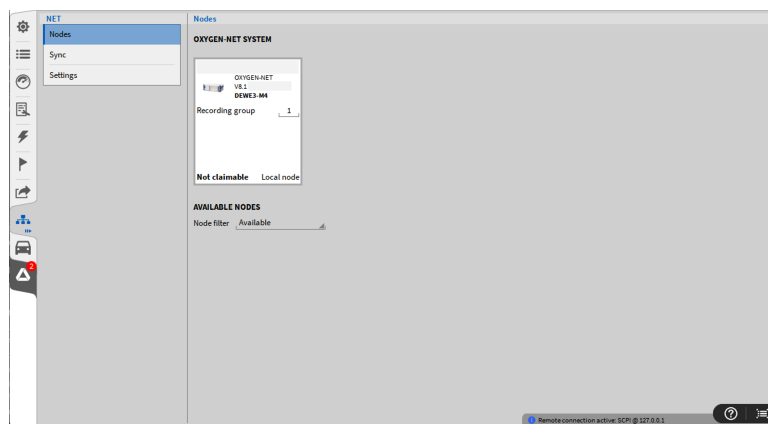 NET
Nodes
Sync
Settings
2
Nodes
OXYGEN-NET SYSTEM
OXYGEN-NET
V8.1
DEWE3-M4
Recording group 1
Not claimable Local node
AVAILABLE NODES
Node filter Available
Remote connection active: SCPI @ 127.0.0.1